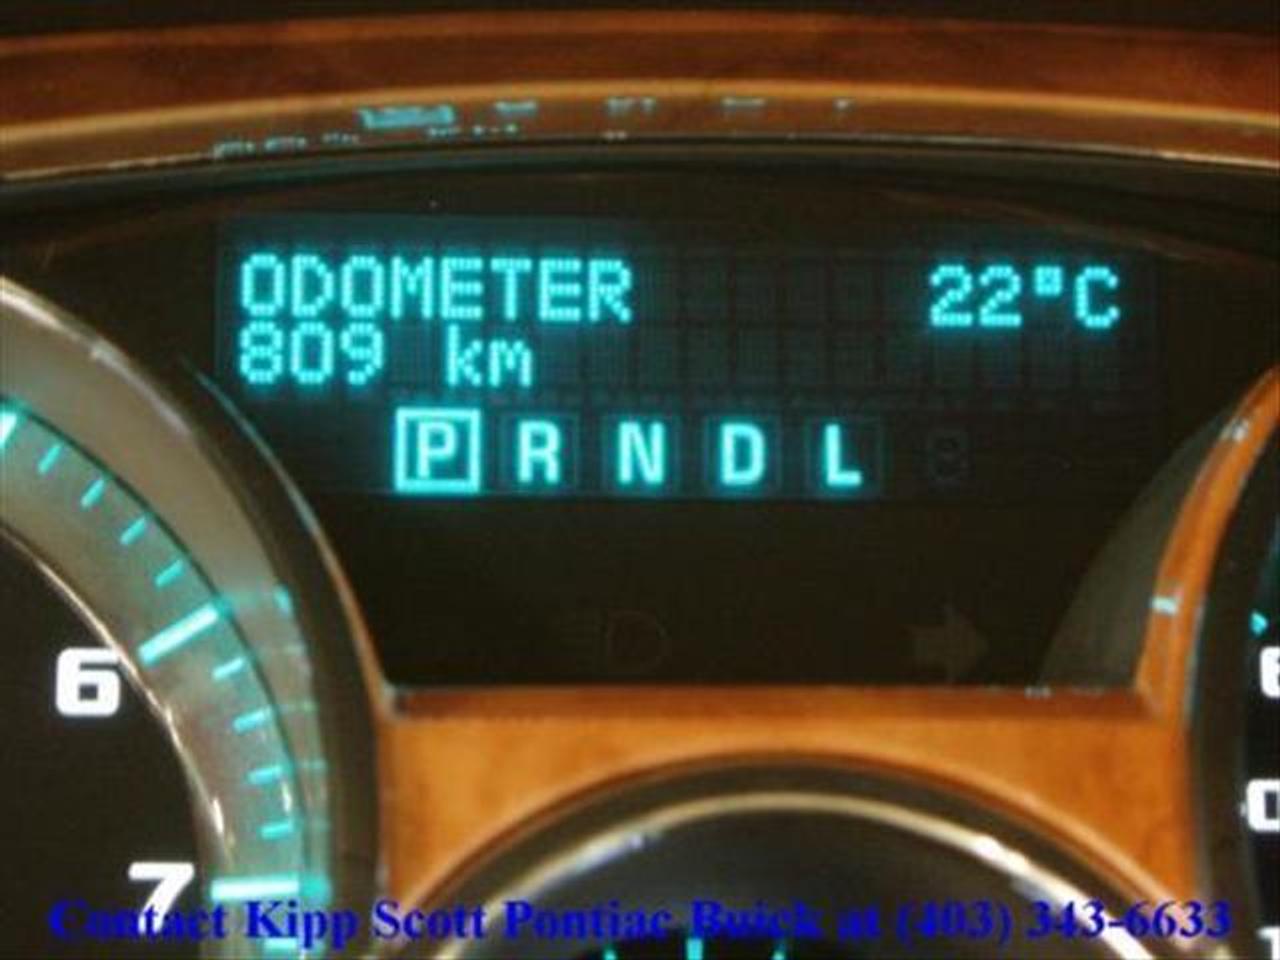 ODOMETER 22°C
809 km
P R N D L
6
7
Contact Kipp Scott Pontiac Buick at (403) 343-6633